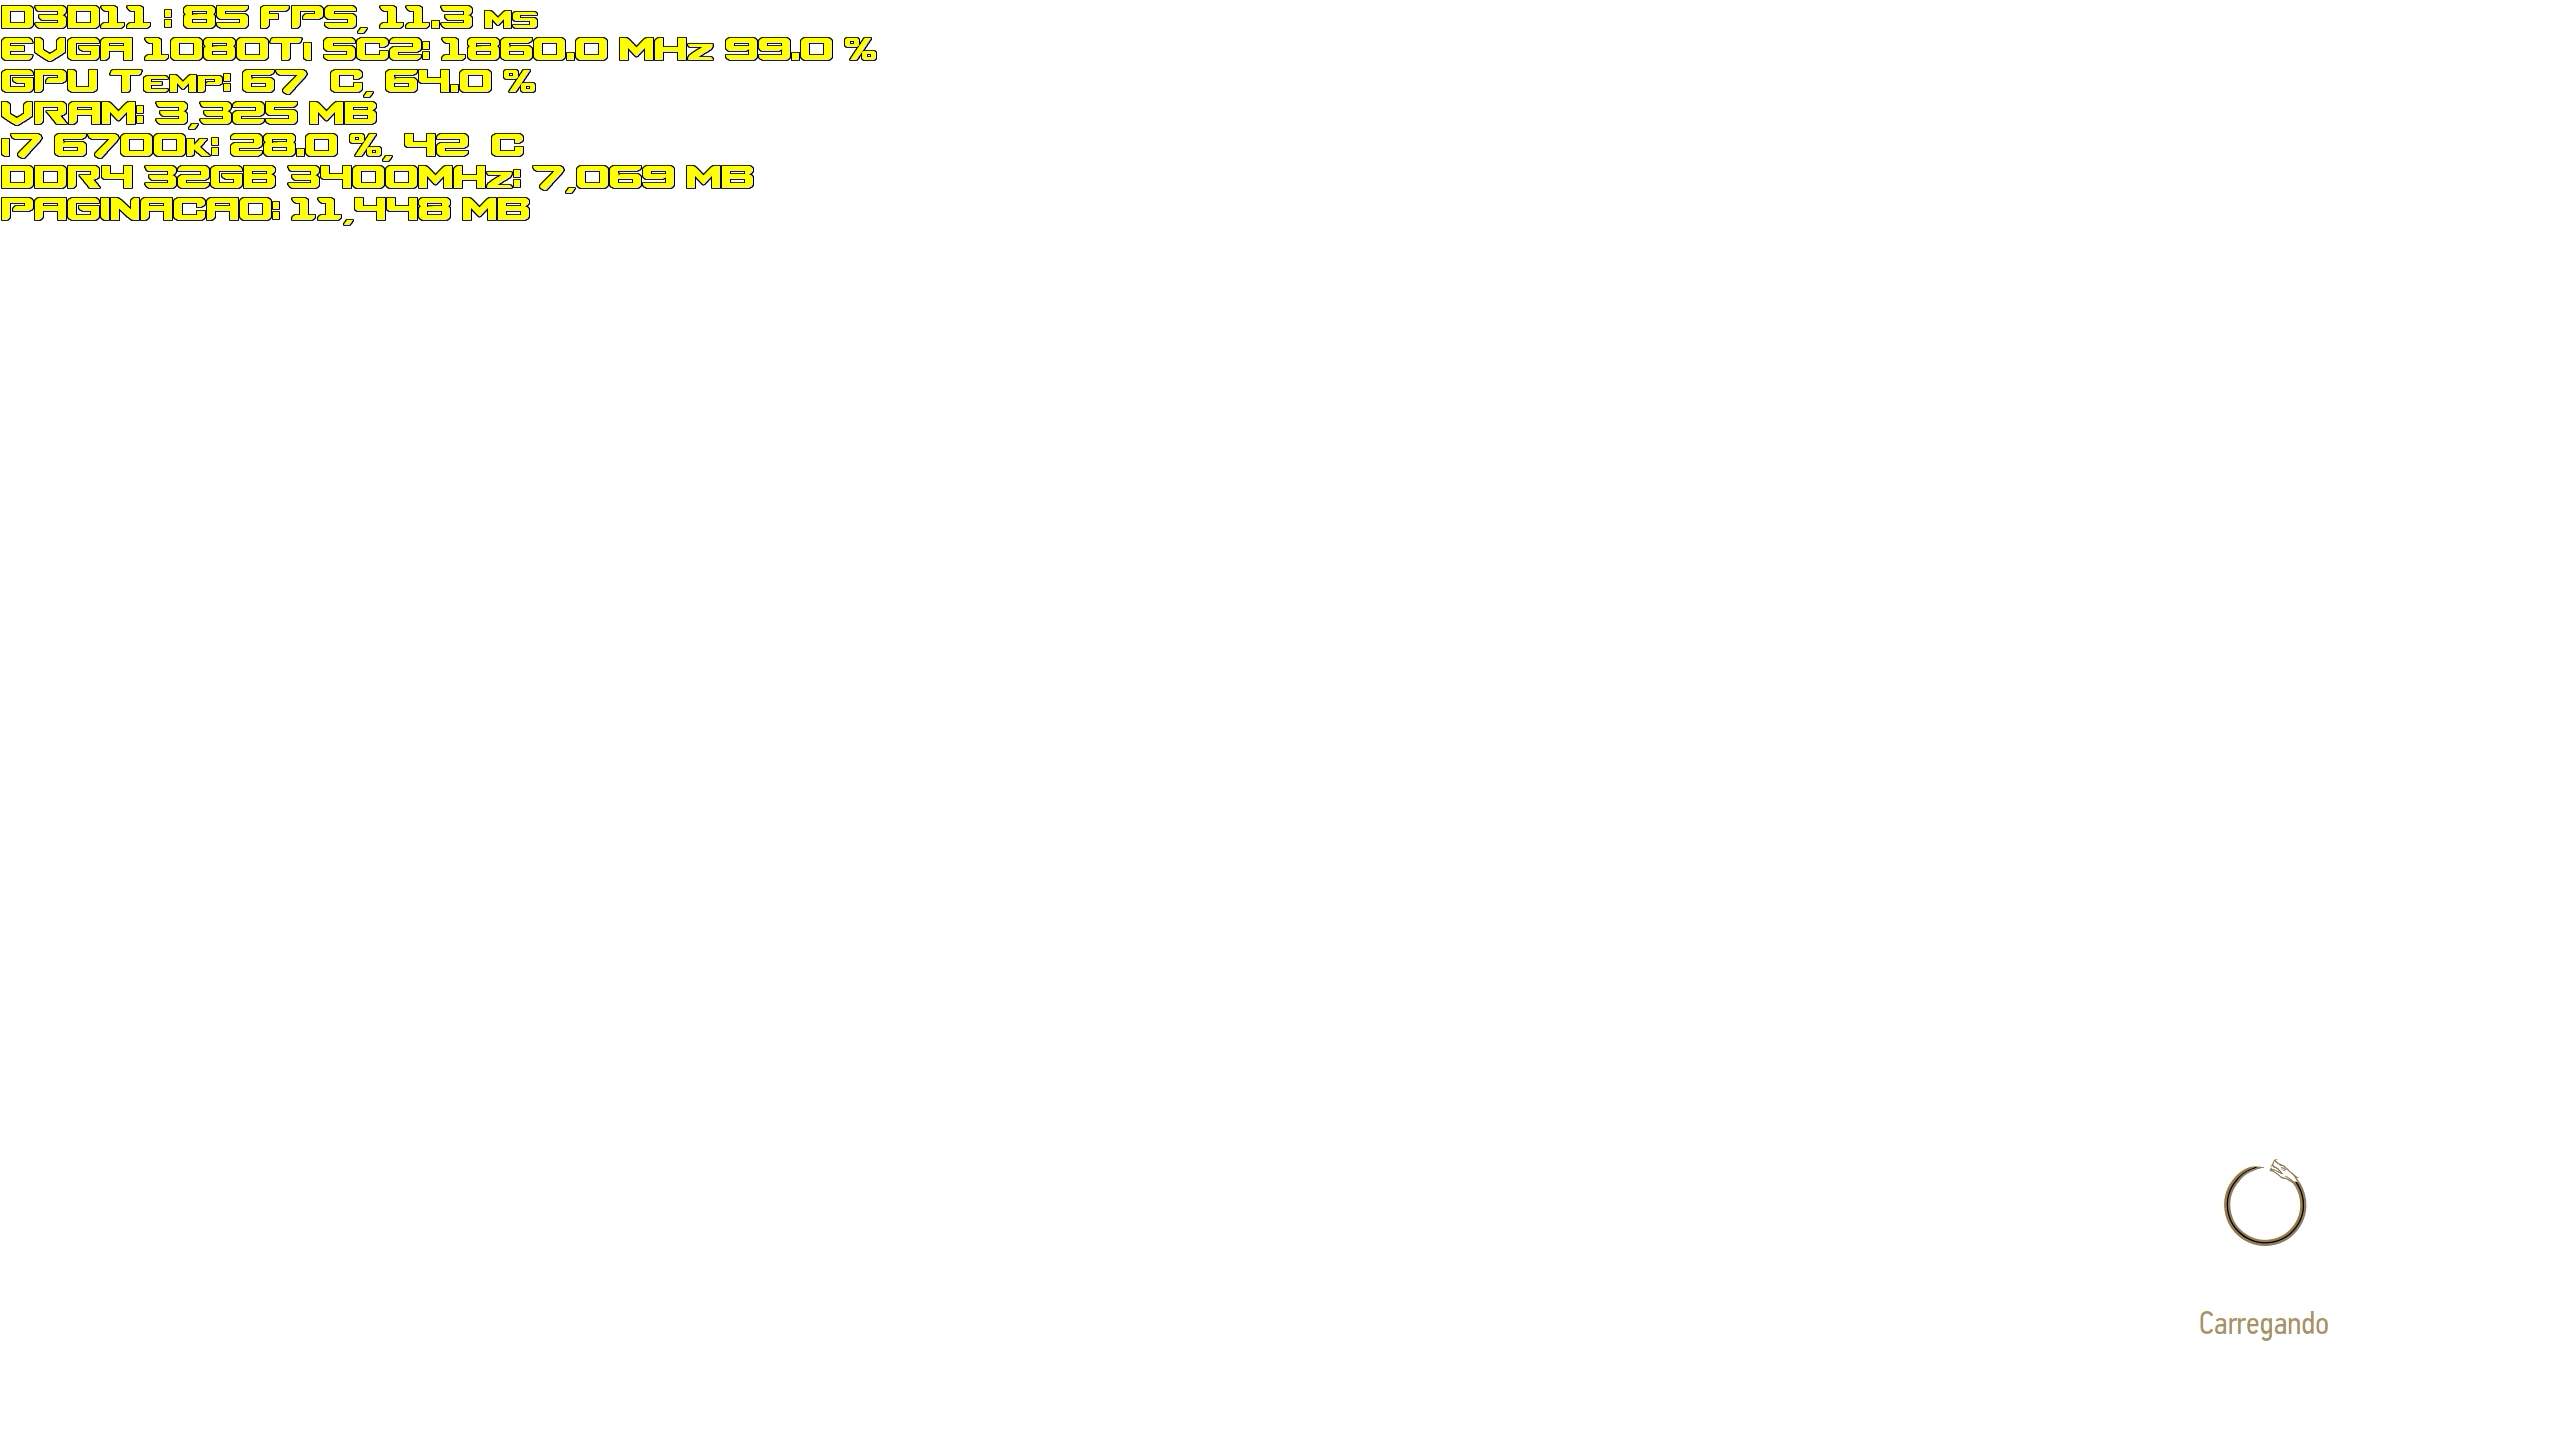 D3D11 : 85 FPS, 11.3 ms
EVGA 1080Ti SC2: 1860.0 MHz 99.0 %
GPU Temp: 67 C, 64.0 %
VRAM: 3,325 MB
i7 6700k: 28.0 %, 42 C
DDR4 32GB 3400MHz: 7,069 MB
PAGINACAO: 11,448 MB
Carregando